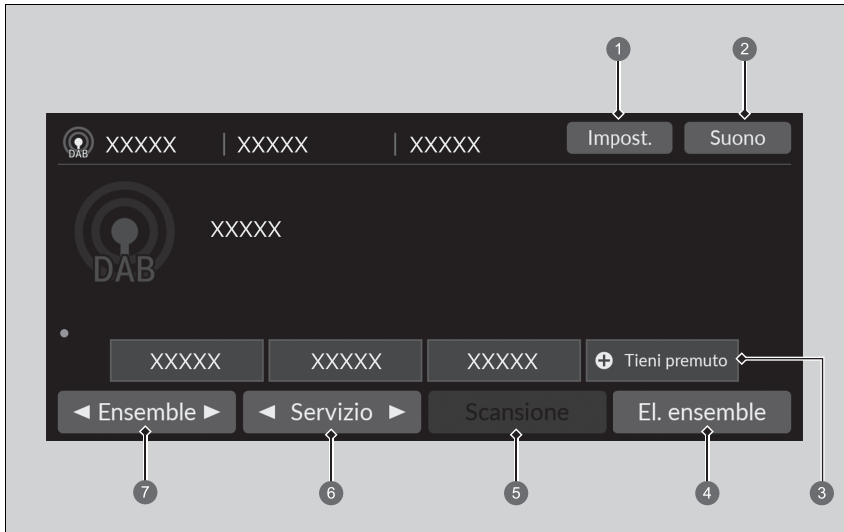 1 2
DAB XXXXX | XXXXX | XXXXX Impost. Suono
XXXXX
DAB
XXXXX XXXXX XXXXX Tieni premuto
3
Ensemble Servizio Scansione El. ensemble
7 6 5 4